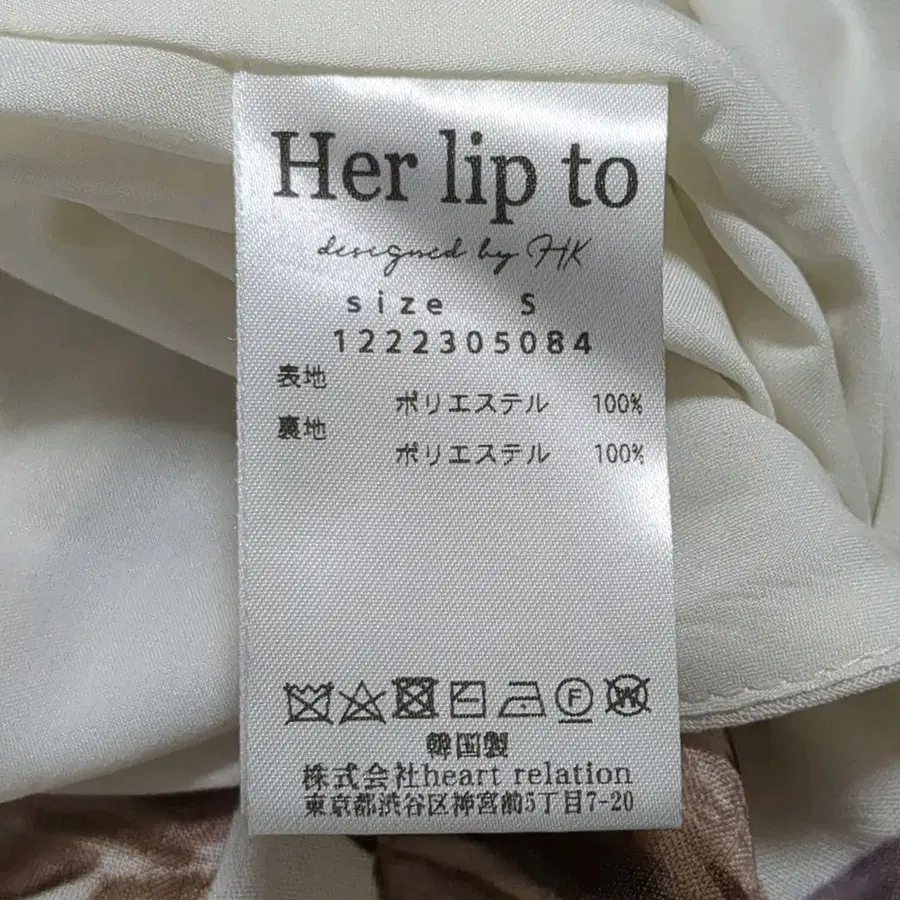 Her lip to
designed by HK
size S
1222305084
表地
ポリエステル 100%
裏地
ポリエステル 100%
F W
韓国製
株式会社heart relation
東京都渋谷区神宮前5丁目7-20